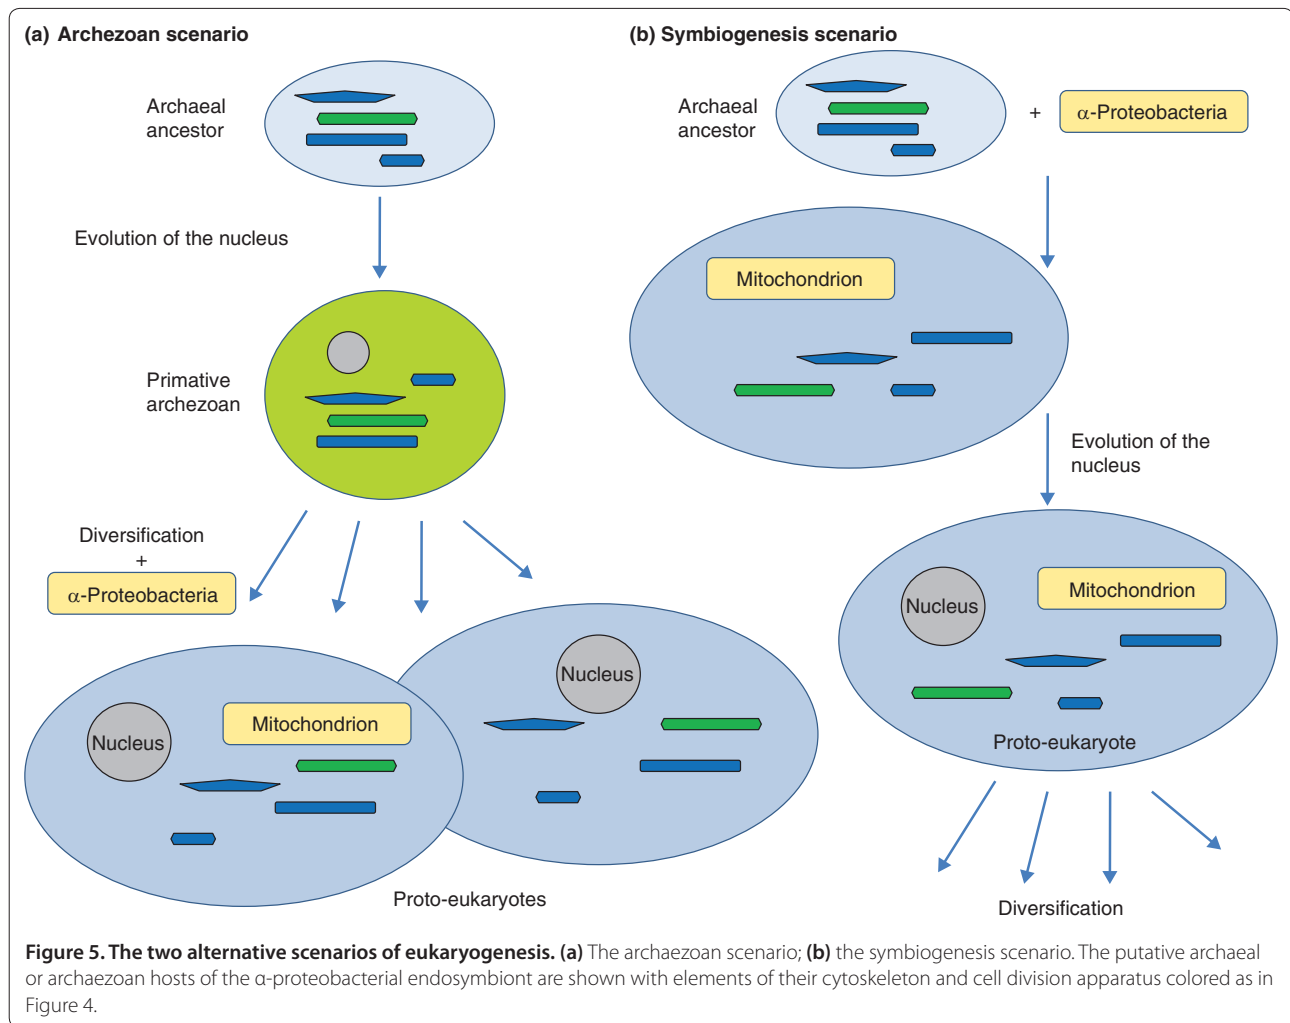 (a) Archezoan scenario
Archaeal
ancestor
Evolution of the nucleus
Primative
archezoan
Diversification
+
α-Proteobacteria
Nucleus
Mitochondrion
Nucleus
Proto-eukaryotes
(b) Symbiogenesis scenario
Archaeal
ancestor
+
α-Proteobacteria
Mitochondrion
Evolution of the
nucleus
Nucleus
Mitochondrion
Proto-eukaryote
Diversification
Figure 5. The two alternative scenarios of eukaryogenesis. (a) The archaezoan scenario; (b) the symbiogenesis scenario. The putative archaeal
or archaezoan hosts of the α-proteobacterial endosymbiont are shown with elements of their cytoskeleton and cell division apparatus colored as in
Figure 4.